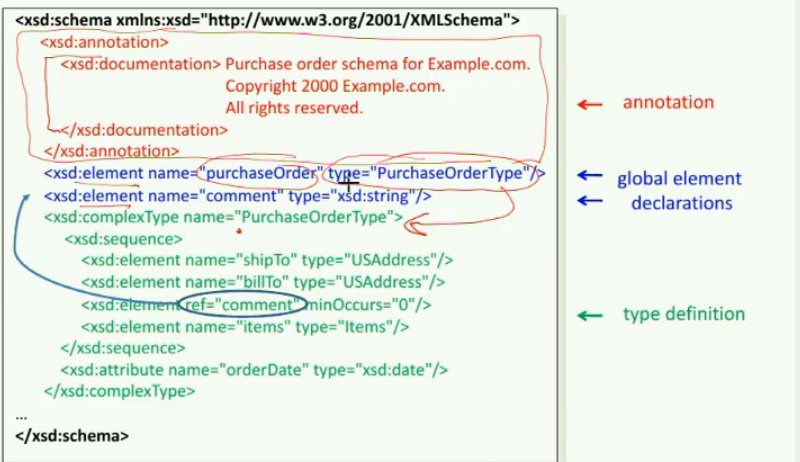 <xsd:schema xmlns:xsd="http://www.w3.org/2001/XMLSchema">
<xsd:annotation>
<xsd:documentation> Purchase order schema for Example.com.
Copyright 2000 Example.com.
All rights reserved.
</xsd:documentation>
</xsd:annotation>
annotation
<xsd:element name="purchaseOrder" type="PurchaseOrderType"/>
<xsd:element name="comment" type="xsd:string"/>
global element
declarations
<xsd:complexType name="PurchaseOrderType">
<xsd:sequence>
<xsd:element name="shipTo" type="USAddress"/>
<xsd:element name="billTo" type="USAddress"/>
<xsd:element ref="comment" minOccurs="0"/>
<xsd:element name="items" type="Items"/>
</xsd:sequence>
<xsd:attribute name="orderDate" type="xsd:date"/>
</xsd:complexType>
type definition
...
</xsd:schema>